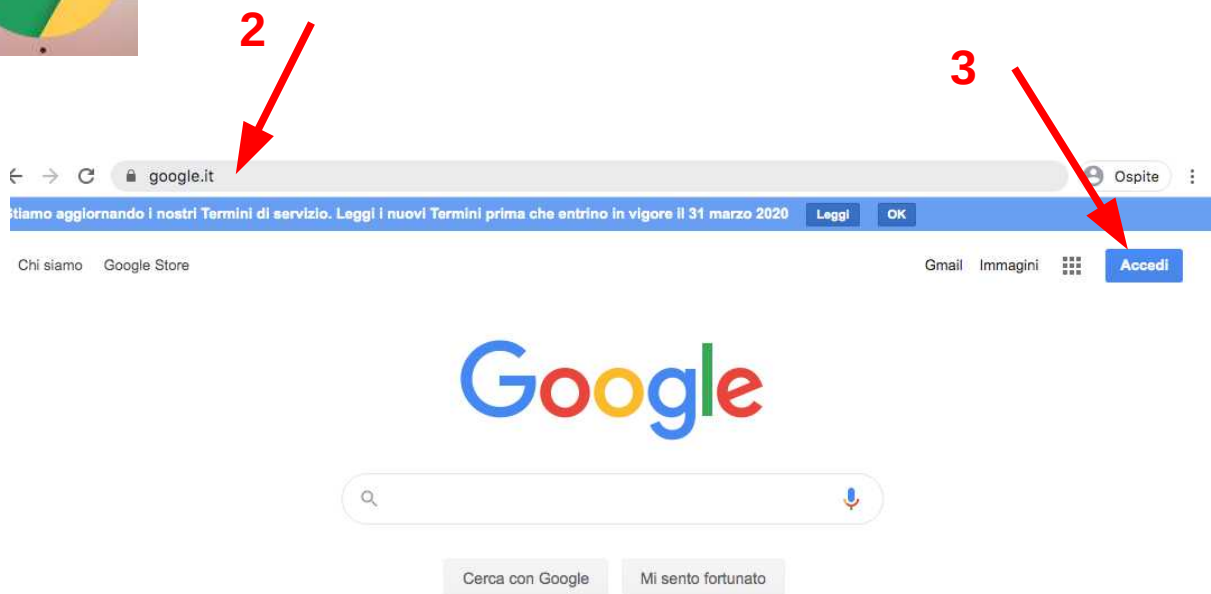 2
3
google.it
Ospite
Stiamo aggiornando i nostri Termini di servizio. Leggi i nuovi Termini prima che entrino in vigore il 31 marzo 2020 Leggi OK
Chi siamo Google Store Gmail Immagini Accedi
Google
Cerca con Google Mi sento fortunato